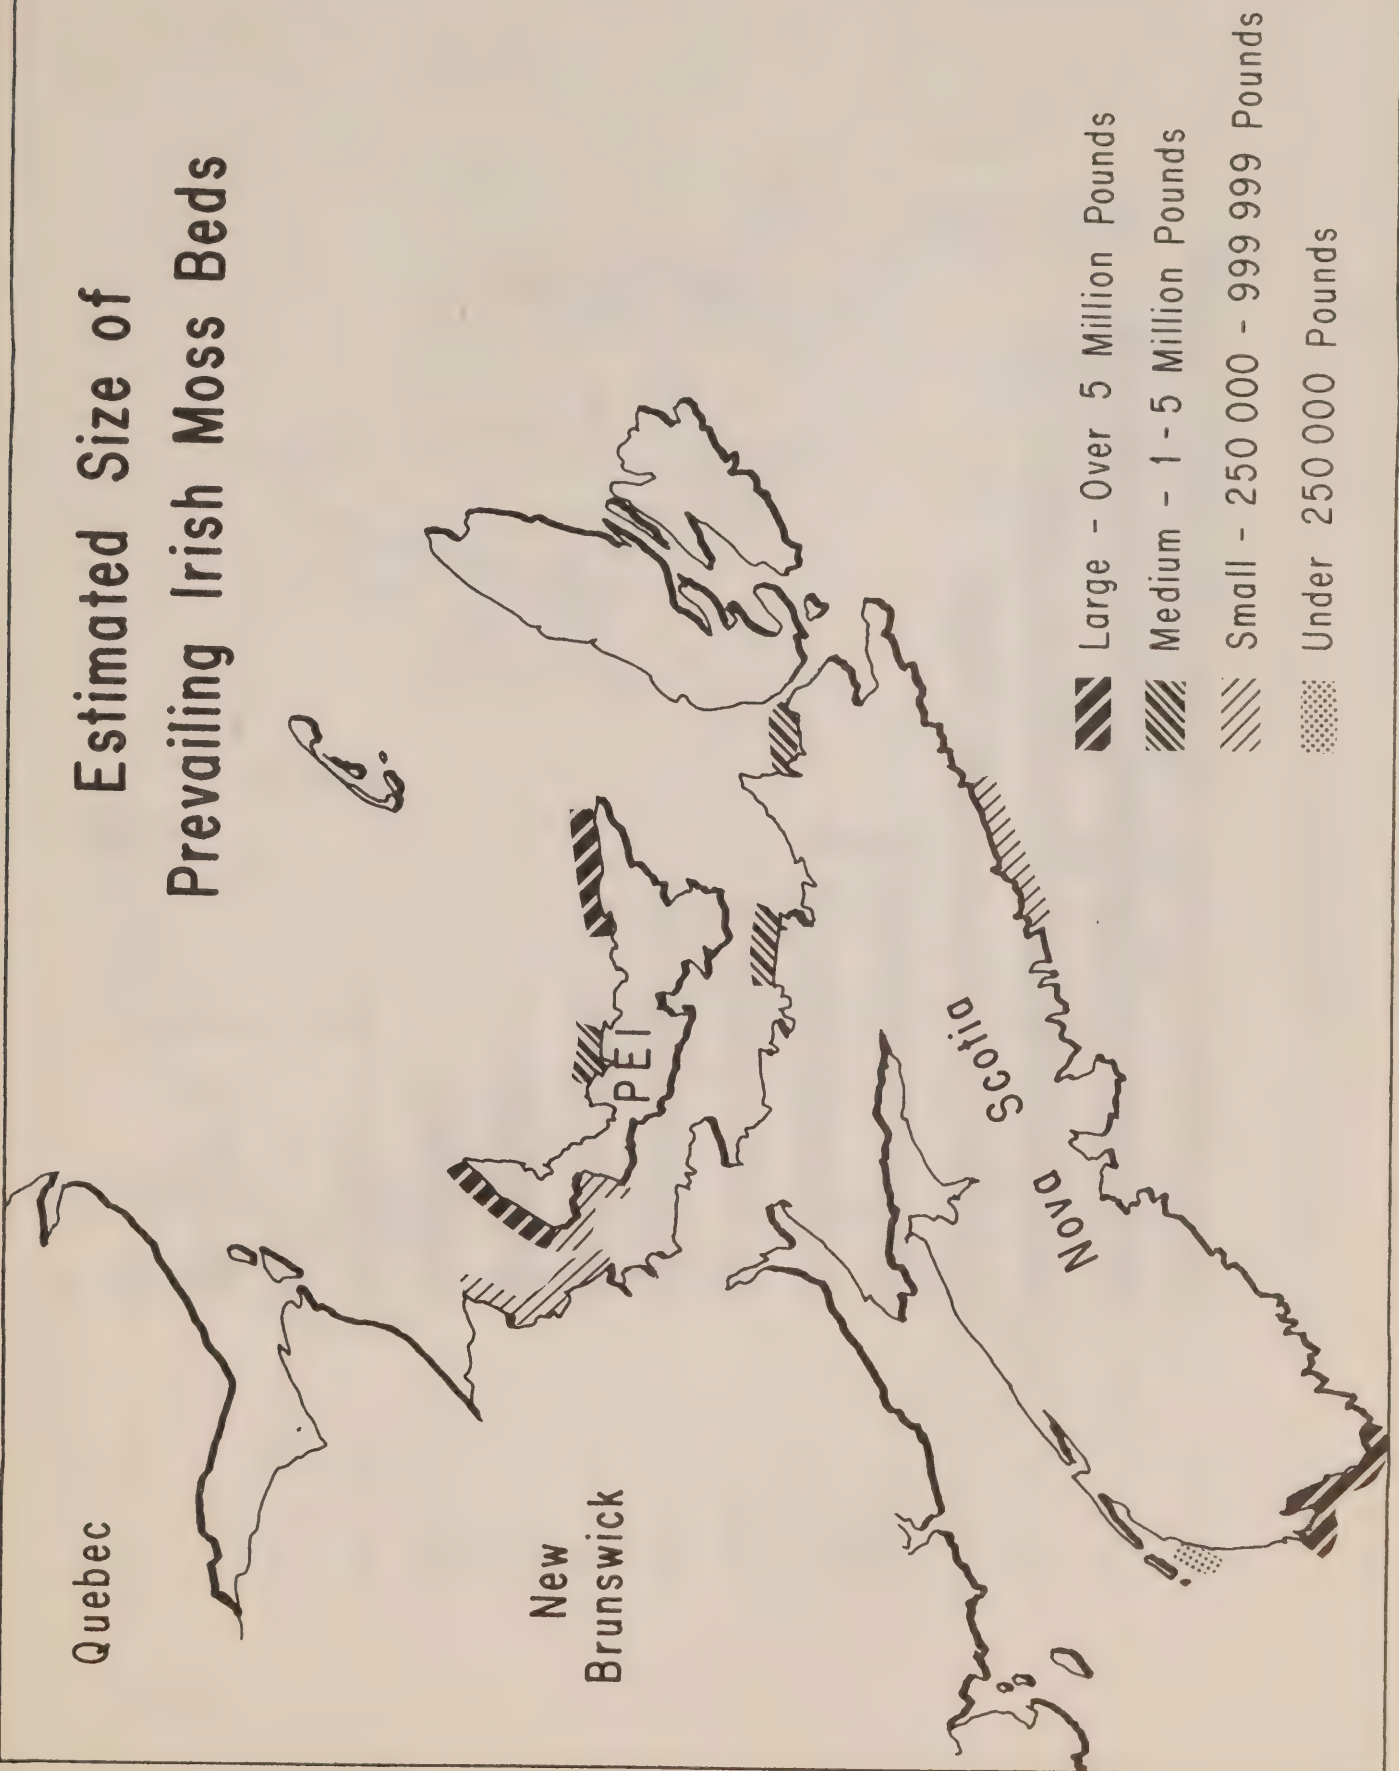 Estimated Size of
Prevailing Irish Moss Beds
Quebec
New
Brunswick
PEI
Nova
Scotia
Large - Over 5 Million Pounds
Medium - 1 - 5 Million Pounds
Small - 250 000 - 999 999 Pounds
Under 250 000 Pounds